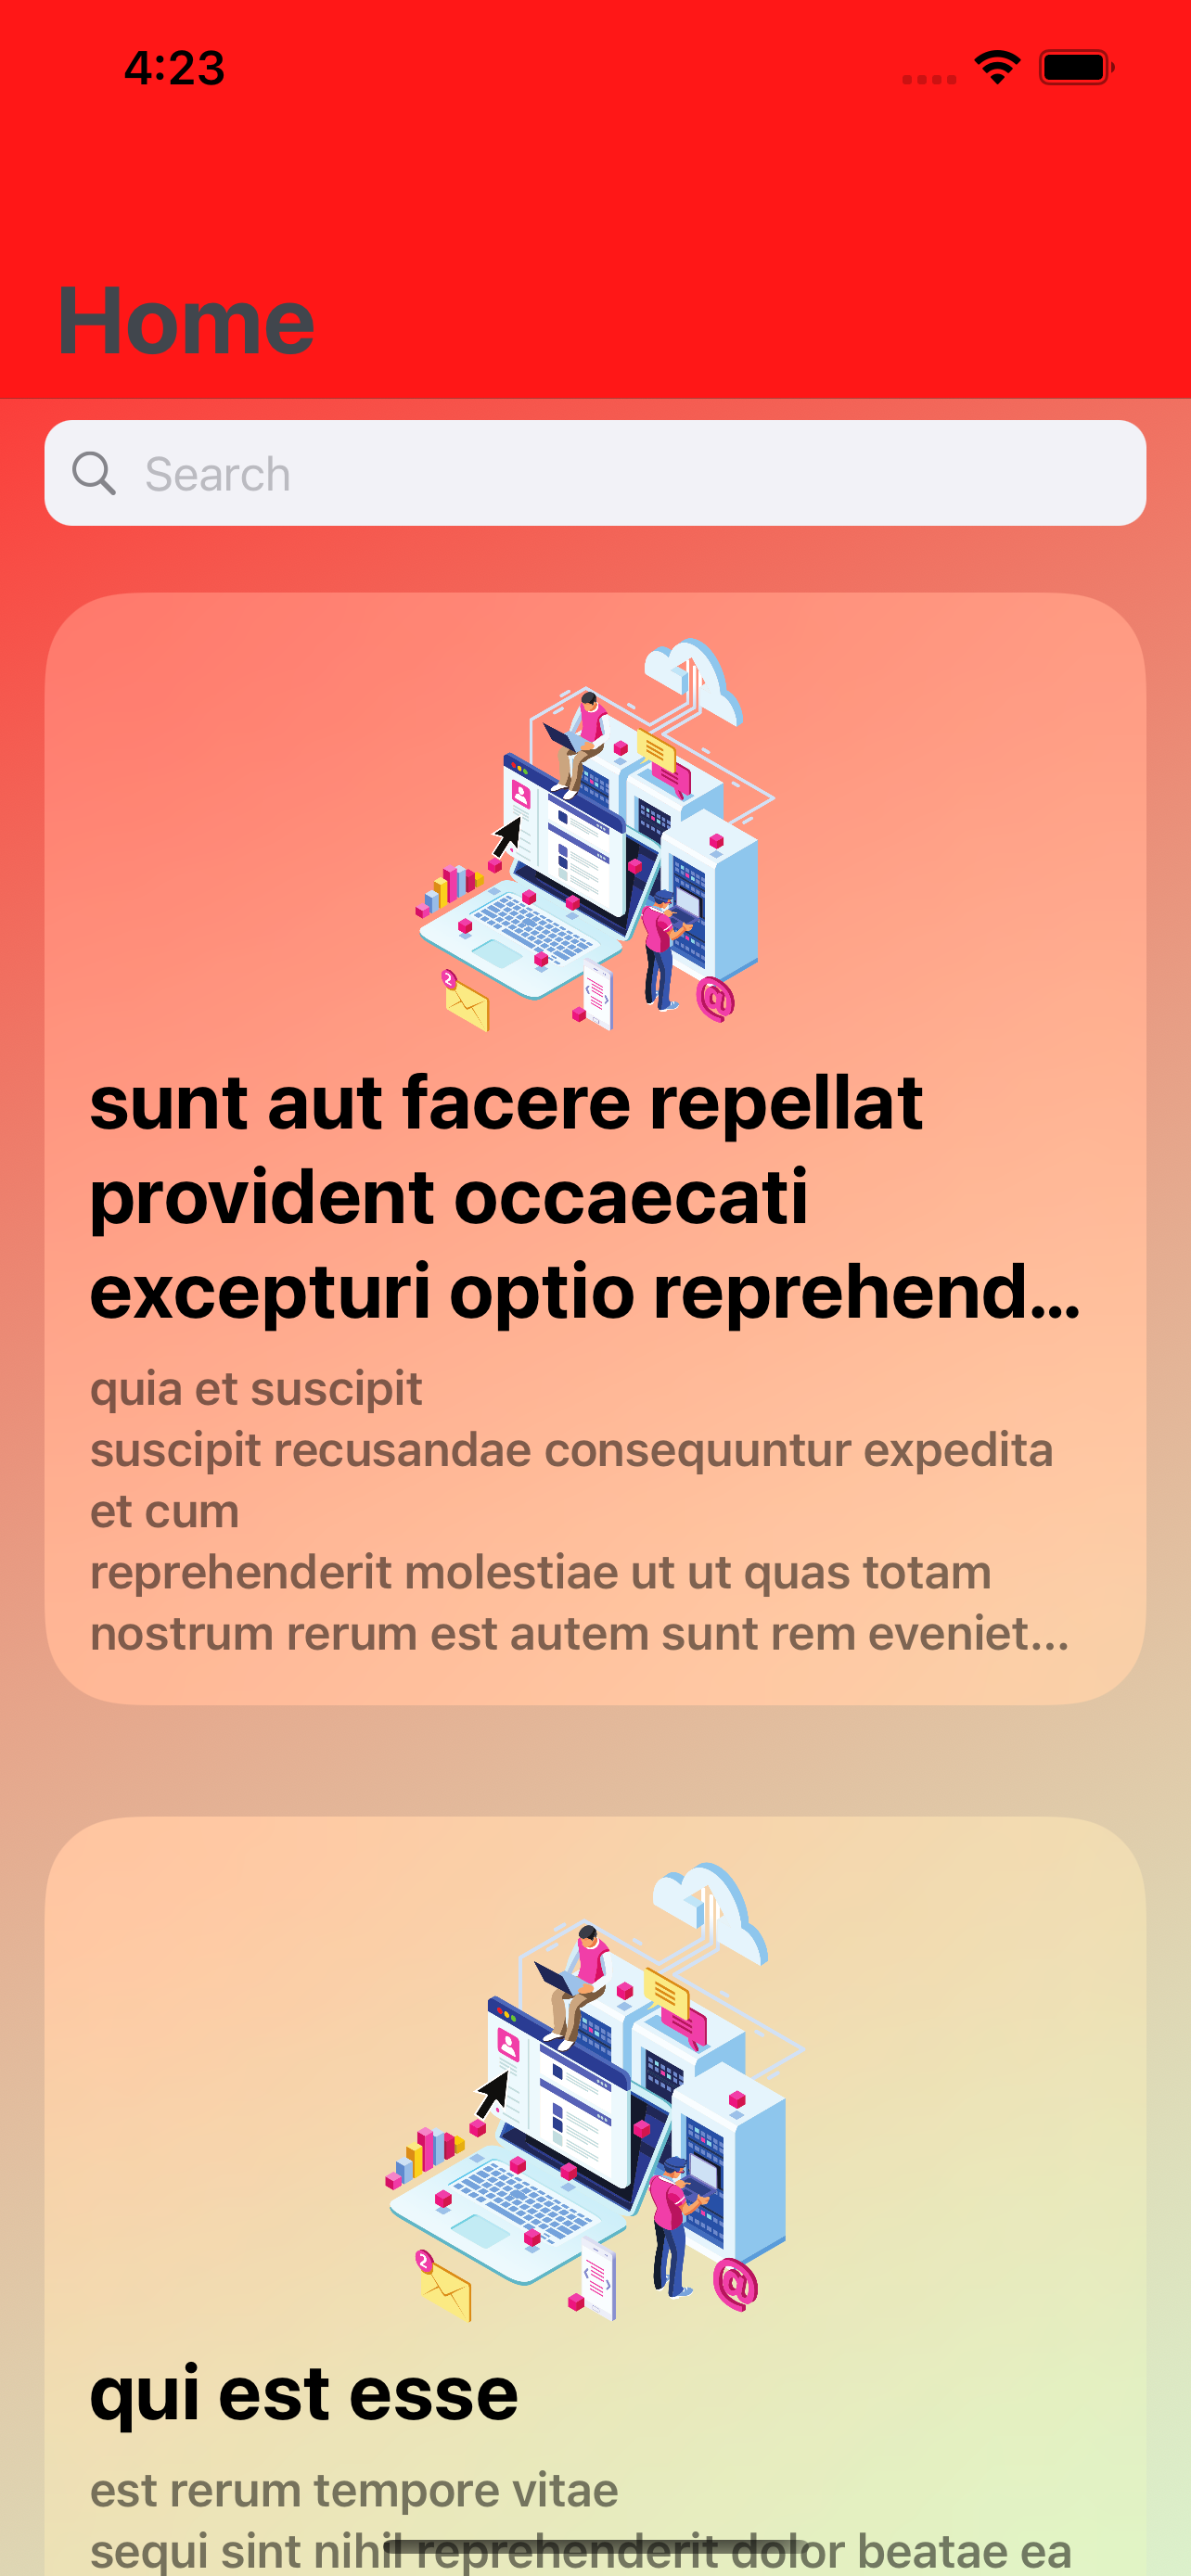 4:23
Home
Search
@
2
sunt aut facere repellat
provident occaecati
excepturi optio reprehend...
quia et suscipit
suscipit recusandae consequuntur expedita
et cum
reprehenderit molestiae ut ut quas totam
nostrum rerum est autem sunt rem eveniet...
@
2
qui est esse
est rerum tempore vitae
sequi sint nihil reprehenderit dolor beatae ea